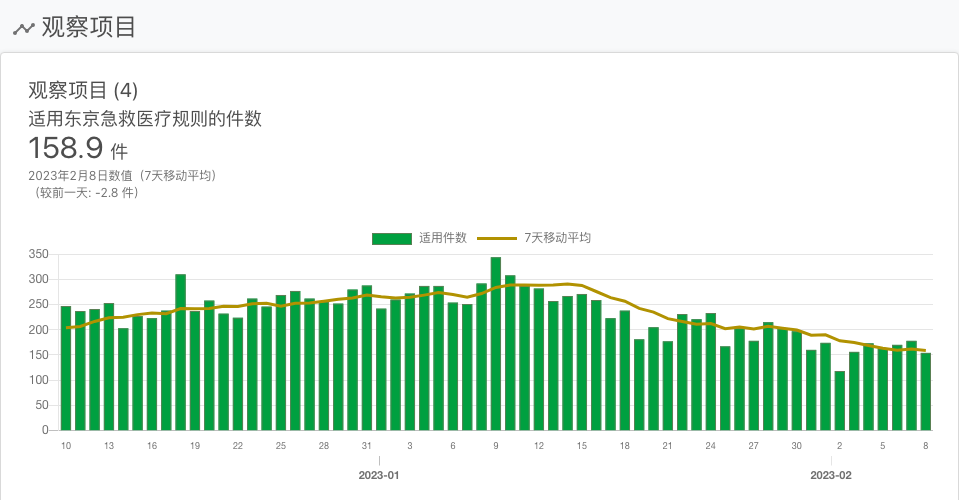 观察项目
观察项目 (4)
适用东京急救医疗规则的件数
158.9 件
2023年2月8日数值（7天移动平均）
（较前一天: -2.8 件）
适用件数 7天移动平均
350
300
250
200
150
100
50
0
10 13 16 19 22 25 28 31 3 6 9 12 15 18 21 24 27 30 2 5 8
2023-01 2023-02